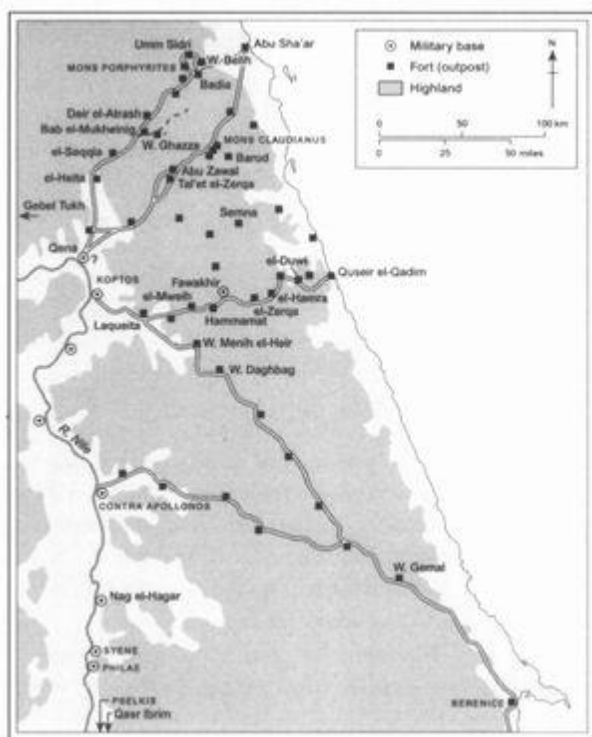 Umm Sidri
Abu Sha'ar
MONS PORPHYRITES
W. Belih
Badia
Deir el-Atrash
Bab el-Mukheinig
W. Ghazza
MONS CLAUDIANUS
el-Saqqia
Barud
Abu Zawal
el-Heita
Tal'et el-Zerqa
Gebel Tukh
Semna
Qena
?
el-Duwi
Quseir el-Qadim
KOPTOS
Fawakhir
el-Mweih
el-Hamra
el-Zerqa
Laqueita
Hammamat
W. Menih el-Heir
W. Daghbag
R. Nile
CONTRA APOLLONOS
W. Gemal
Nag el-Hagar
SYENE
PHILAE
PSELKIS
Qasr Ibrim
BERENICE
Military base
Fort (outpost)
Highland
N
0 100 km
0 25 50 miles